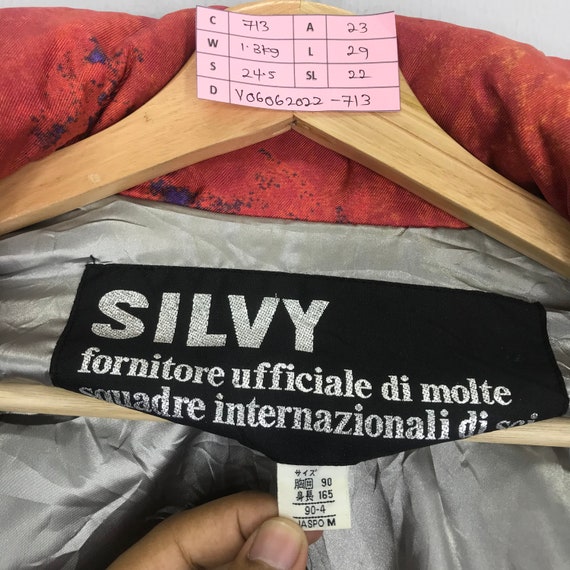 C 713 A 23
W 1.3kg L 29
S 24.5 SL 22
D Y06062022-713
SILVY
fornitore ufficiale di molte
squadre internazionali di sci
サイズ
胸囲 90
身長 165
90-4
JASPO M